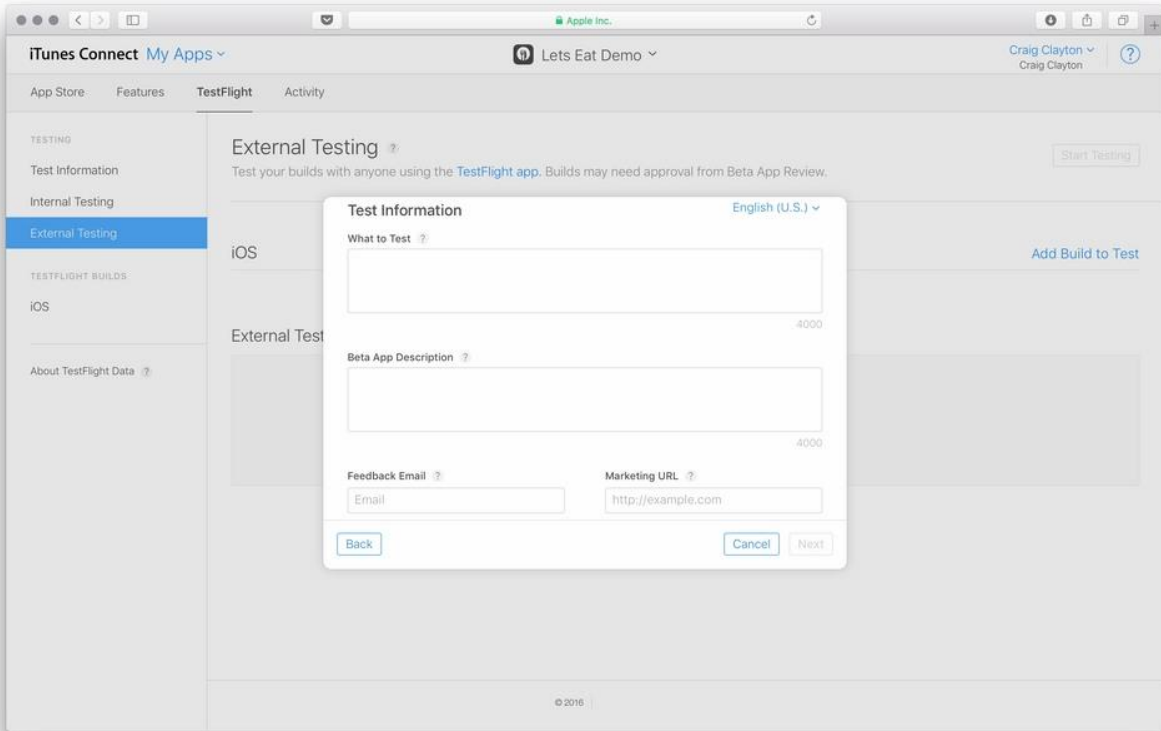 Apple Inc.
iTunes Connect My Apps
Lets Eat Demo
Craig Clayton
Craig Clayton
?
App Store Features TestFlight Activity
TESTING
Test Information
Internal Testing
External Testing
TESTFLIGHT BUILDS
iOS
About TestFlight Data ?
External Testing ?
Start Testing
Test your builds with anyone using the TestFlight app. Builds may need approval from Beta App Review.
iOS
Add Build to Test
External Test
Test Information
English (U.S.)
What to Test ?
4000
Beta App Description ?
4000
Feedback Email ?
Marketing URL ?
Email
http://example.com
Back
Cancel
Next
© 2016